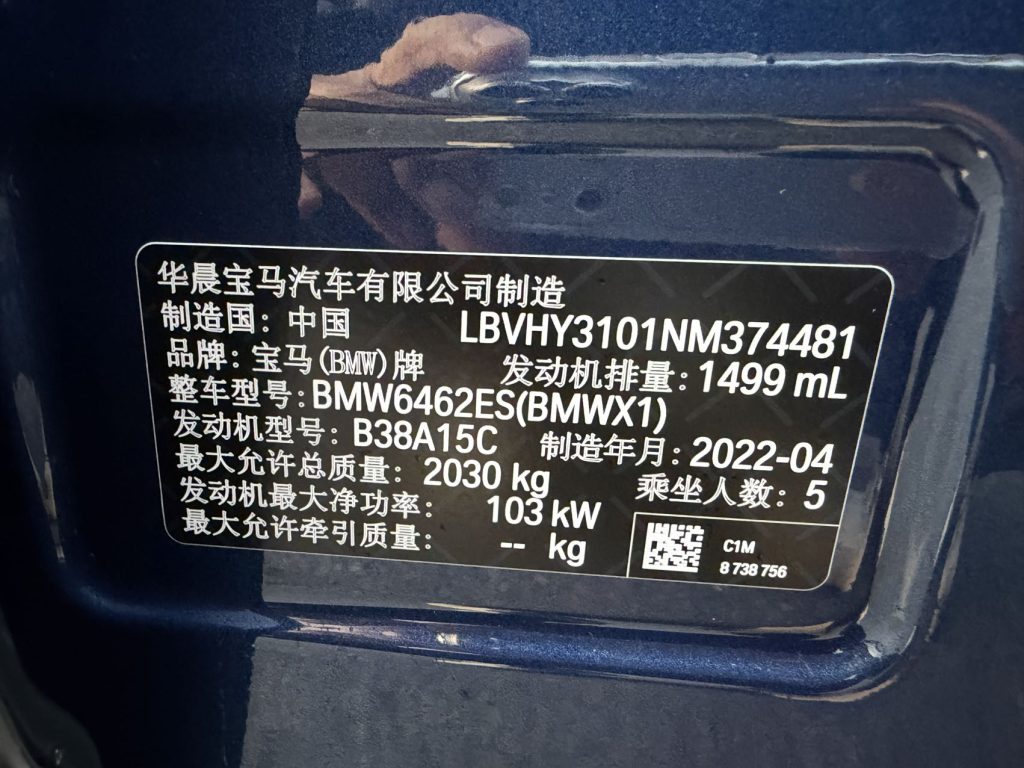 华晨宝马汽车有限公司制造
制造国：中国 LBVHY3101NM374481
品牌：宝马(BMW)牌 发动机排量：1499 mL
整车型号：BMW6462ES(BMWX1)
发动机型号：B38A15C 制造年月：2022-04
最大允许总质量：2030 kg 乘坐人数：5
发动机最大净功率：103 kW
最大允许牵引质量：-- kg
C1M
8 738 756